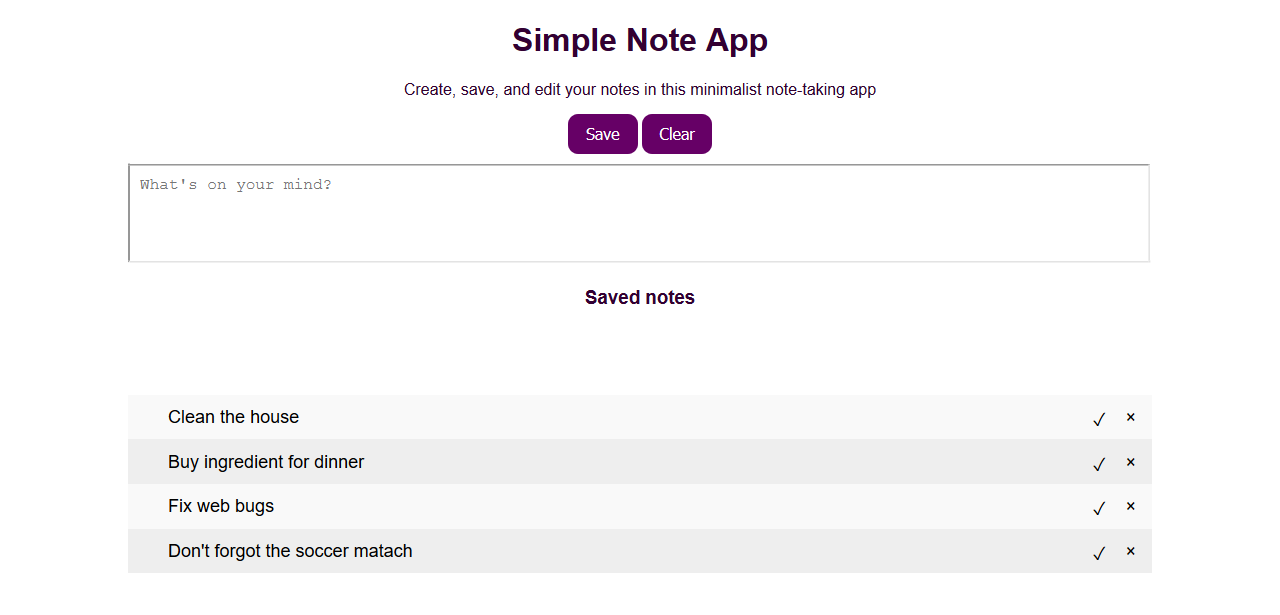 Simple Note App
Create, save, and edit your notes in this minimalist note-taking app
Save Clear
What's on your mind?
Saved notes
Clean the house ✓ ×
Buy ingredient for dinner ✓ ×
Fix web bugs ✓ ×
Don't forgot the soccer matach ✓ ×